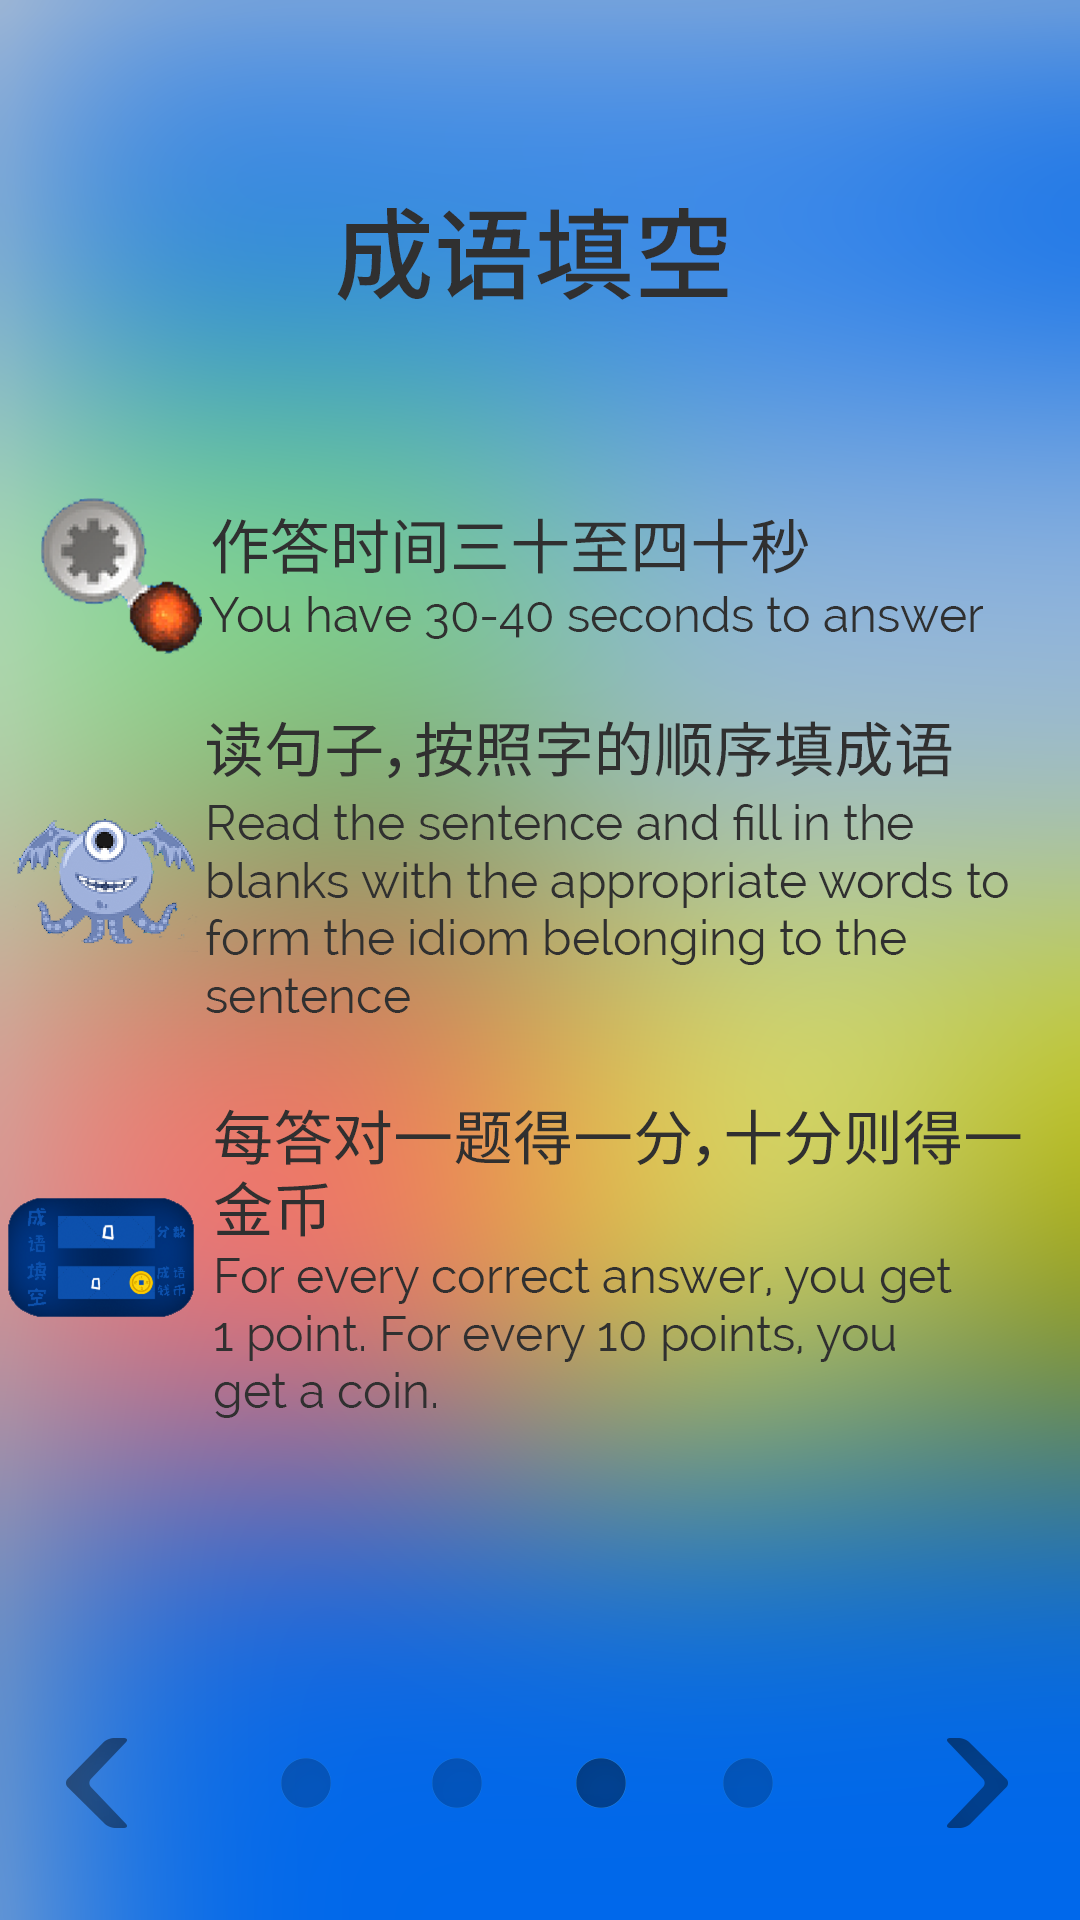 成语填空
作答时间三十至四十秒
You have 30-40 seconds to answer
读句子，按照字的顺序填成语
Read the sentence and fill in the
blanks with the appropriate words to
form the idiom belonging to the
sentence
每答对一题得一分，十分则得一
金币
For every correct answer, you get
1 point. For every 10 points, you
get a coin.
成语填空
0
分数
0
成语
钱币